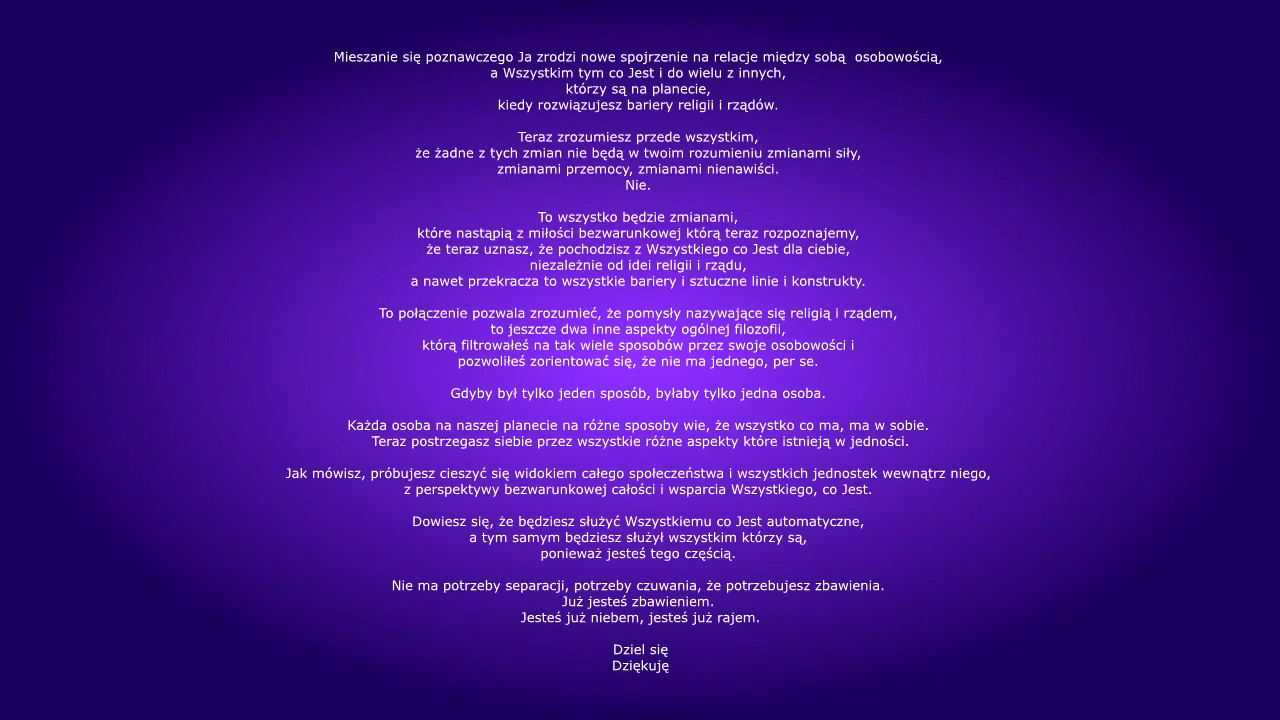 Mieszanie się poznawczego Ja zrodzi nowe spojrzenie na relacje między sobą  osobowością,
a Wszystkim tym co Jest i do wielu z innych,
którzy są na planecie,
kiedy rozwiązujesz bariery religii i rządów.
Teraz zrozumiesz przede wszystkim,
że żadne z tych zmian nie będą w twoim rozumieniu zmianami siły,
zmianami przemocy, zmianami nienawiści.
Nie.
To wszystko będzie zmianami,
które nastąpią z miłości bezwarunkowej którą teraz rozpoznajemy,
że teraz uznasz, że pochodzisz z Wszystkiego co Jest dla ciebie,
niezależnie od idei religii i rządu,
a nawet przekracza to wszystkie bariery i sztuczne linie i konstrukty.
To połączenie pozwala zrozumieć, że pomysły nazywające się religią i rządem,
to jeszcze dwa inne aspekty ogólnej filozofii,
którą filtrowałeś na tak wiele sposobów przez swoje osobowości i
pozwoliłeś zorientować się, że nie ma jednego, per se.
Gdyby był tylko jeden sposób, byłaby tylko jedna osoba.
Każda osoba na naszej planecie na różne sposoby wie, że wszystko co ma, ma w sobie.
Teraz postrzegasz siebie przez wszystkie różne aspekty które istnieją w jedności.
Jak mówisz, próbujesz cieszyć się widokiem całego społeczeństwa i wszystkich jednostek wewnątrz niego,
z perspektywy bezwarunkowej całości i wsparcia Wszystkiego, co Jest.
Dowiesz się, że będziesz służyć Wszystkiemu co Jest automatyczne,
a tym samym będziesz służył wszystkim którzy są,
ponieważ jesteś tego częścią.
Nie ma potrzeby separacji, potrzeby czuwania, że potrzebujesz zbawienia.
Już jesteś zbawieniem.
Jesteś już niebem, jesteś już rajem.
Dziel się
Dziękuję